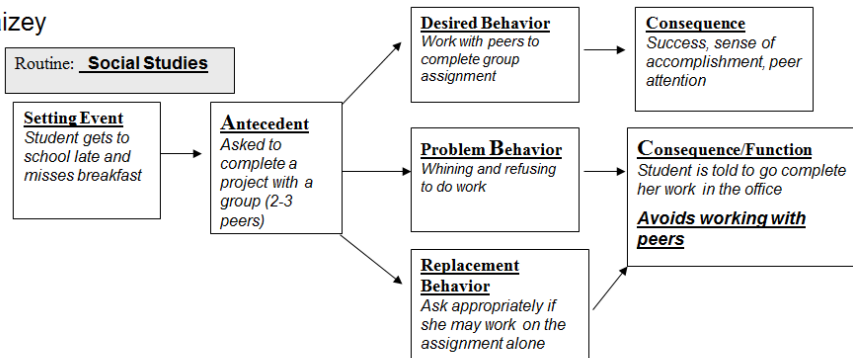 aizey
Routine: Social Studies
Setting Event
Student gets to
school late and
misses breakfast
Antecedent
Asked to
complete a
project with a
group (2-3
peers)
Desired Behavior
Work with peers to
complete group
assignment
Consequence
Success, sense of
accomplishment, peer
attention
Problem Behavior
Whining and refusing
to do work
Consequence/Function
Student is told to go complete
her work in the office
Avoids working with
peers
Replacement
Behavior
Ask appropriately if
she may work on the
assignment alone